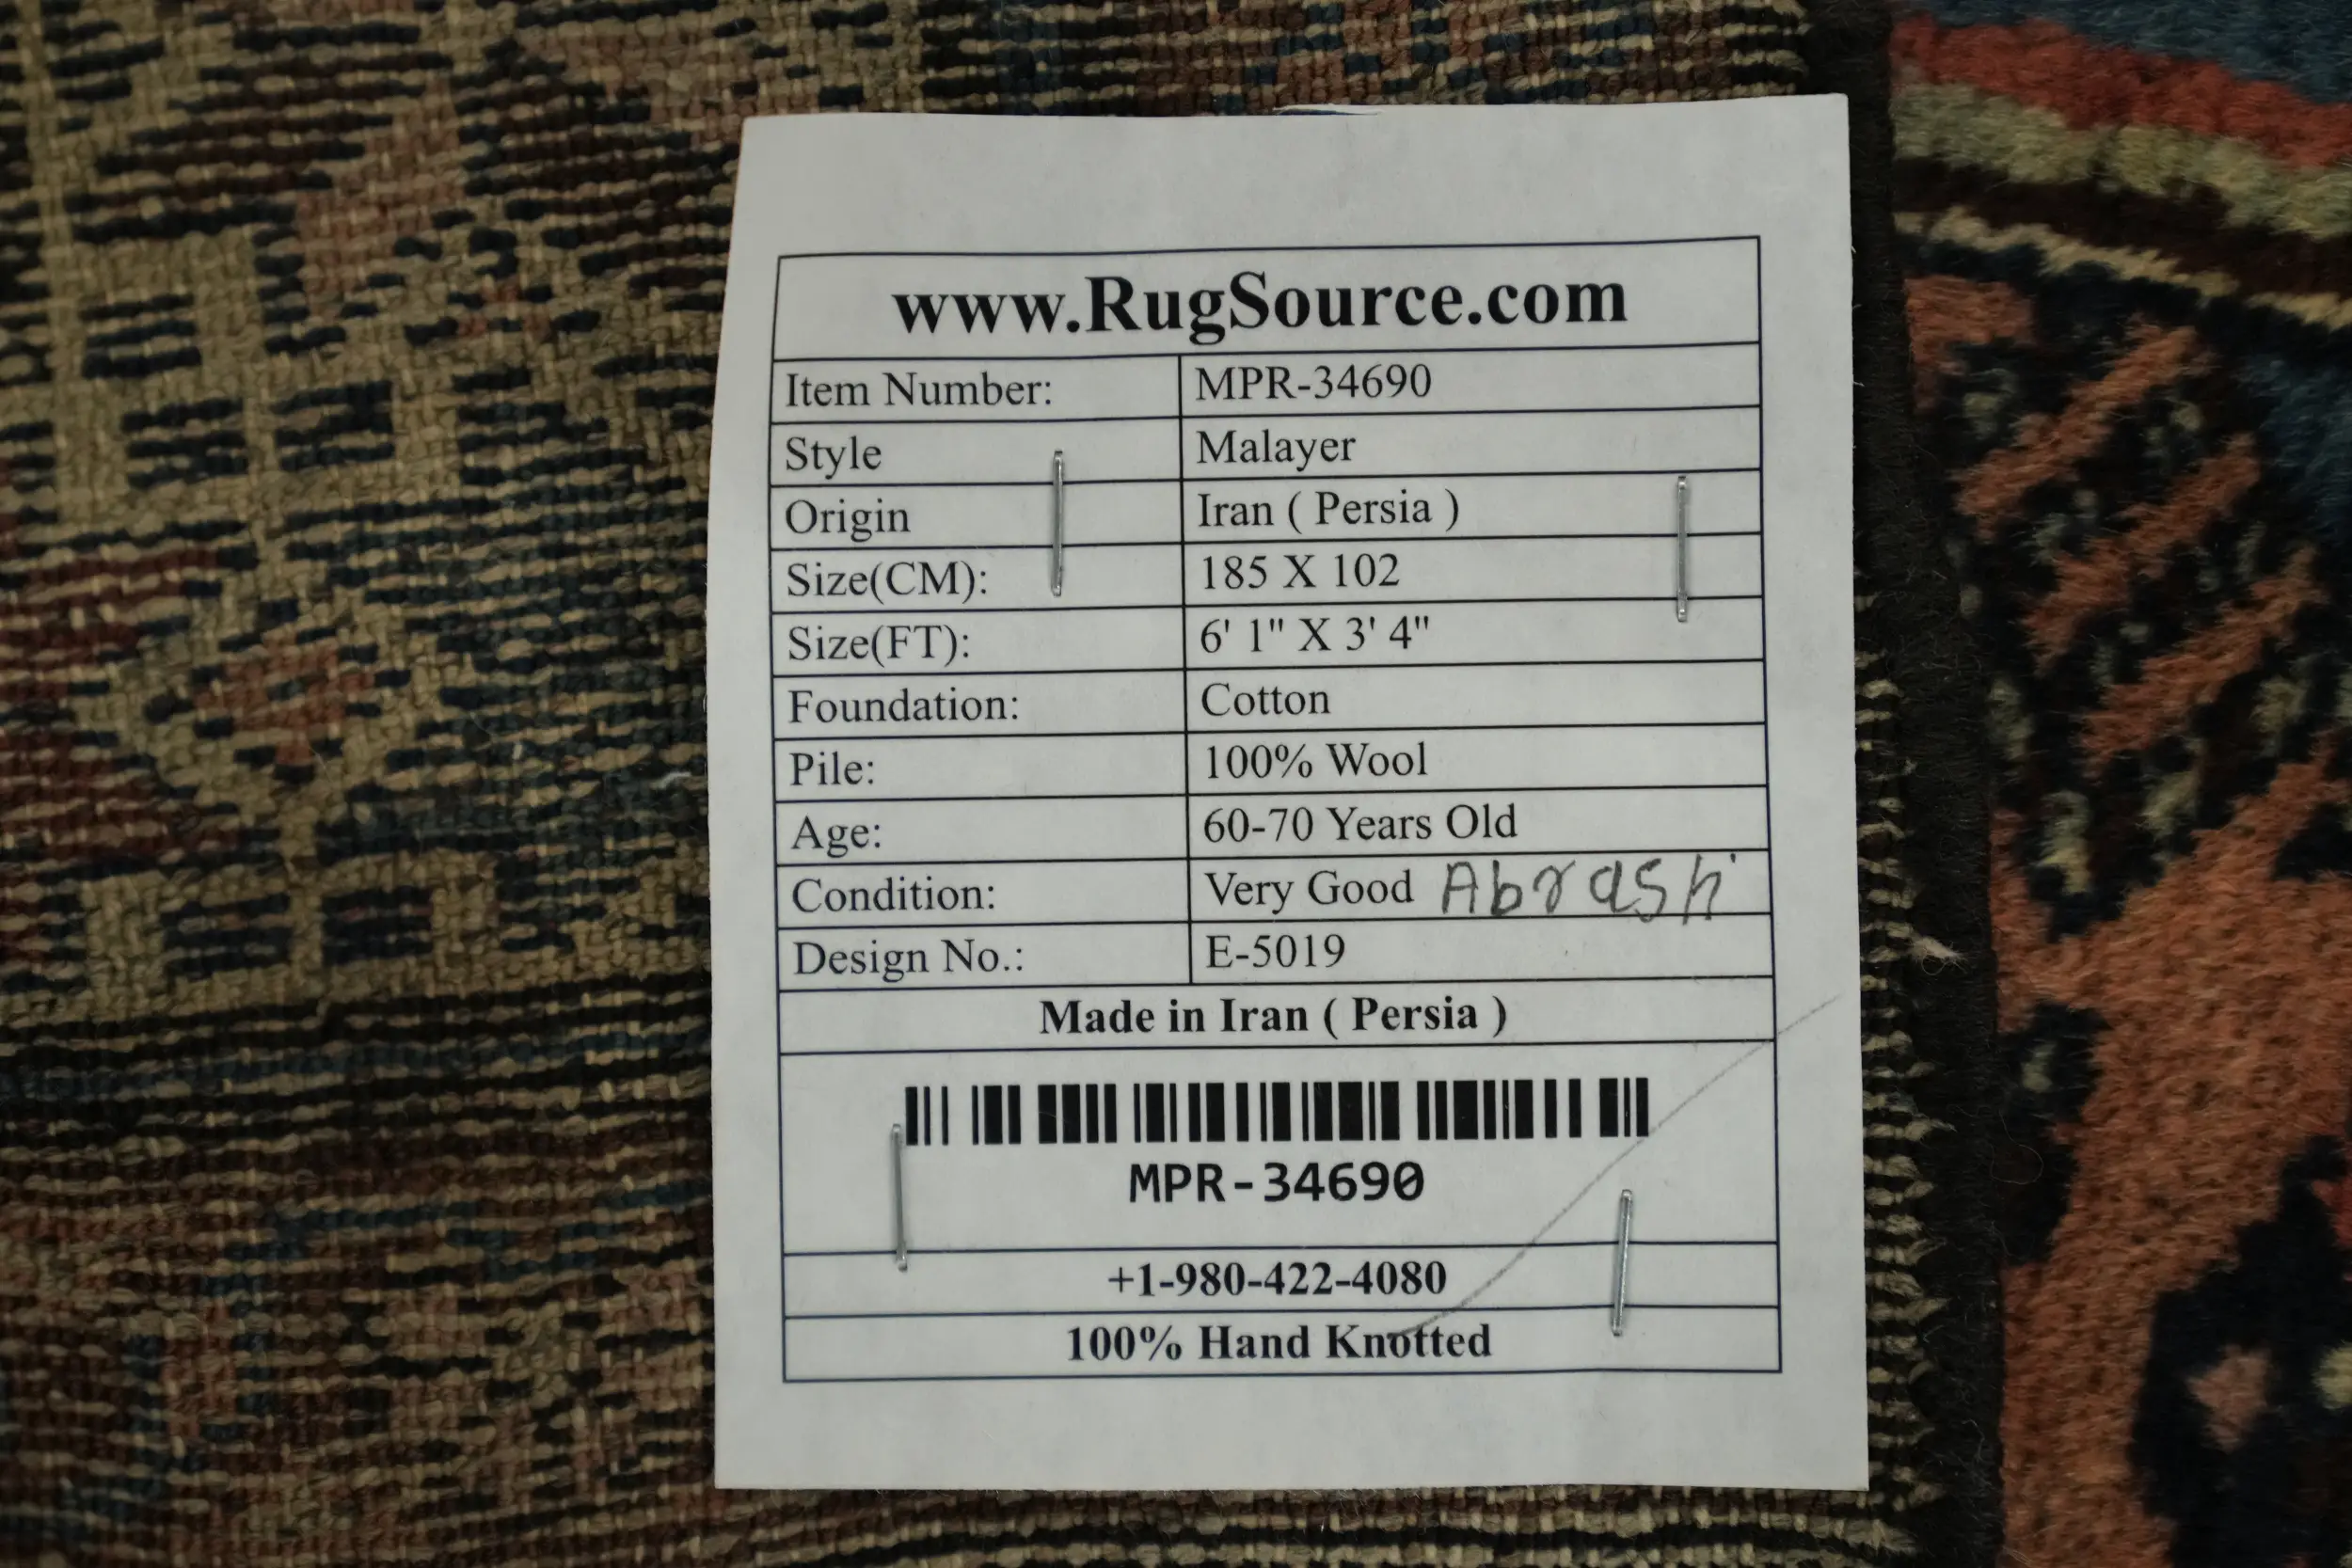 www.RugSource.com
Item Number: MPR-34690
Style Malayer
Origin Iran ( Persia )
Size(CM): 185 X 102
Size(FT): 6' 1" X 3' 4"
Foundation: Cotton
Pile: 100% Wool
Age: 60-70 Years Old
Condition: Very Good Abrash
Design No.: E-5019
Made in Iran ( Persia )
MPR-34690
+1-980-422-4080
100% Hand Knotted